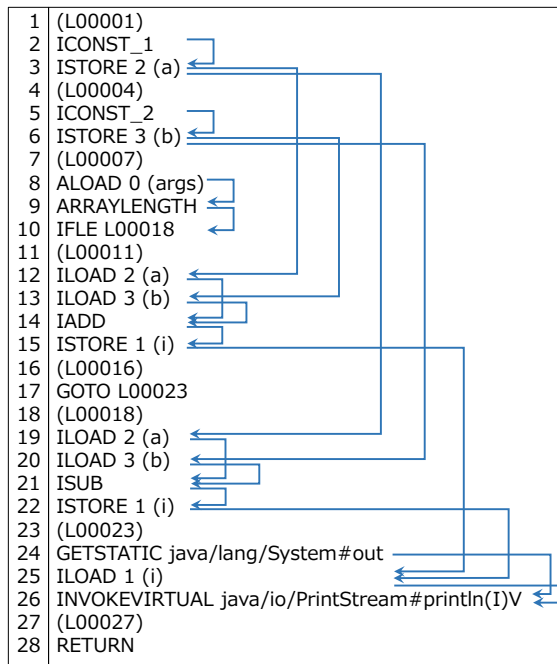 1 (L00001)
2 ICONST_1
3 ISTORE 2 (a)
4 (L00004)
5 ICONST_2
6 ISTORE 3 (b)
7 (L00007)
8 ALOAD 0 (args)
9 ARRAYLENGTH
10 IFLE L00018
11 (L00011)
12 ILOAD 2 (a)
13 ILOAD 3 (b)
14 IADD
15 ISTORE 1 (i)
16 (L00016)
17 GOTO L00023
18 (L00018)
19 ILOAD 2 (a)
20 ILOAD 3 (b)
21 ISUB
22 ISTORE 1 (i)
23 (L00023)
24 GETSTATIC java/lang/System#out
25 ILOAD 1 (i)
26 INVOKEVIRTUAL java/io/PrintStream#println(I)V
27 (L00027)
28 RETURN